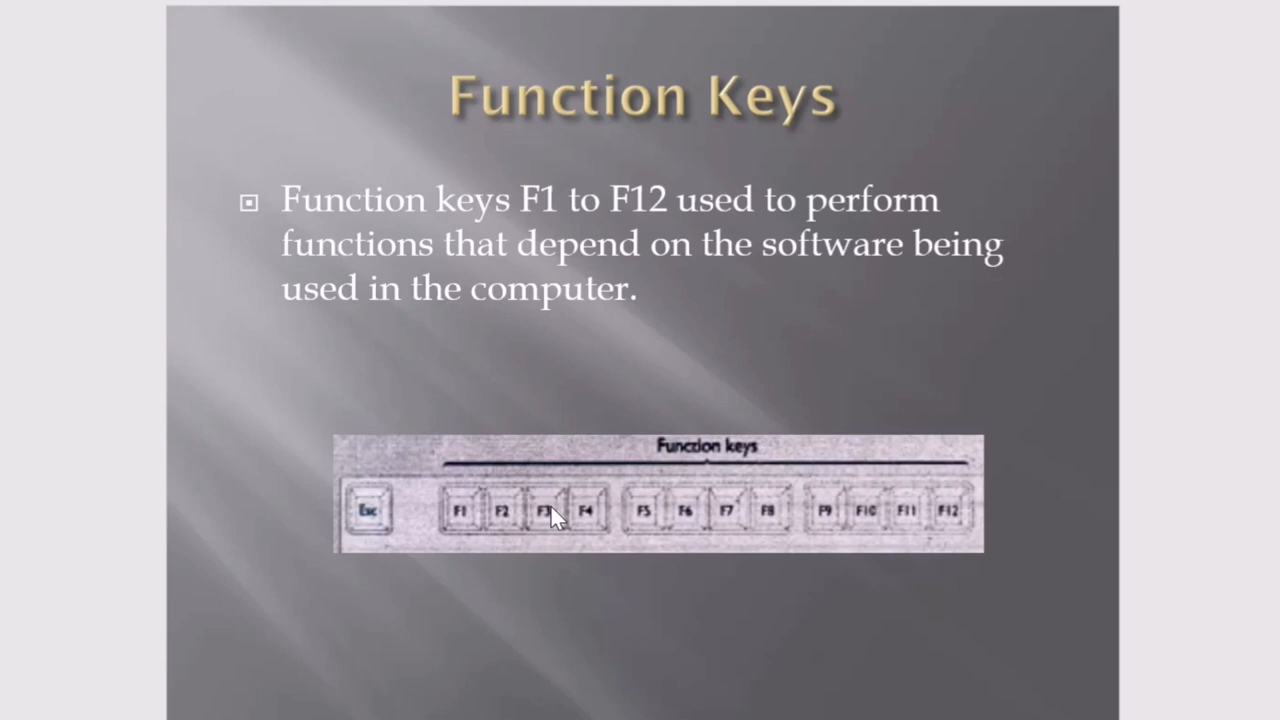 Function Keys
Function keys F1 to F12 used to perform
functions that depend on the software being
used in the computer.
Function keys
Esc F1 F2 F3 F4 F5 F6 F7 F8 F9 F10 F11 F12